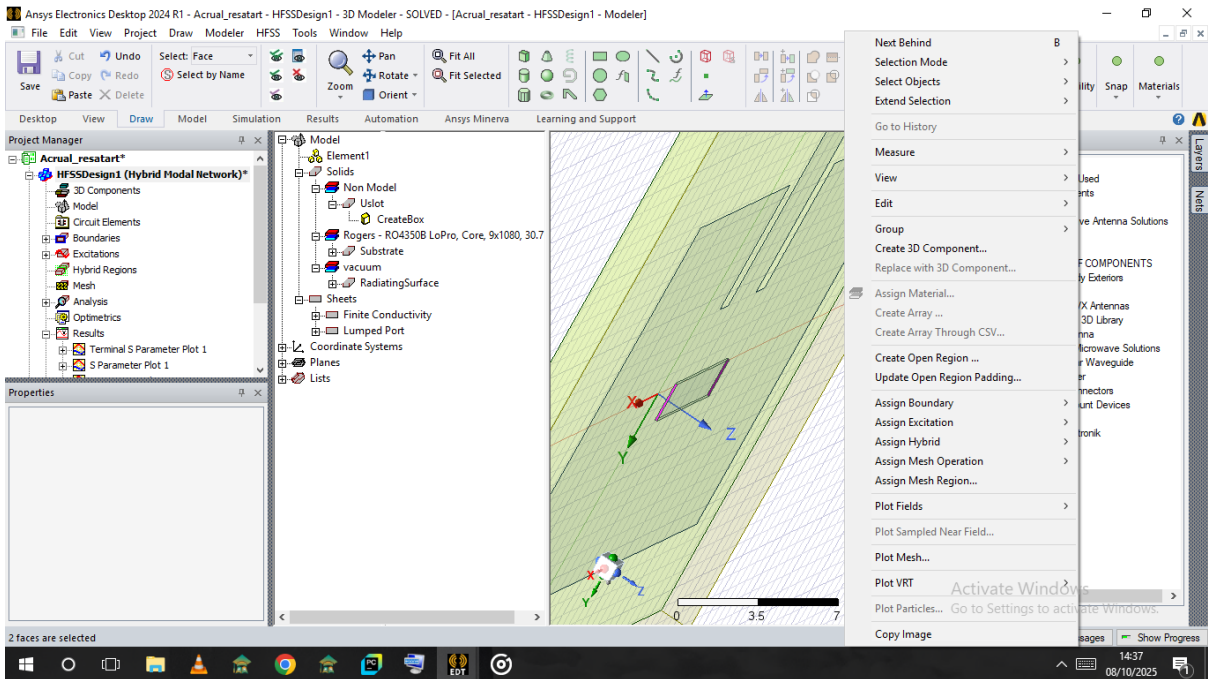 Ansys Electronics Desktop 2024 R1 - Acrual_resatart - HFSSDesign1 - 3D Modeler - SOLVED - [Acrual_resatart - HFSSDesign1 - Modeler]
File Edit View Project Draw Modeler HFSS Tools Window Help
Save
Cut Undo
Copy Redo
Paste Delete
Select: Face
Select by Name
Zoom
Pan
Rotate
Orient
Fit All
Fit Selected
Snap
Materials
Desktop View Draw Model Simulation Results Automation Ansys Minerva Learning and Support
Project Manager
Acrual_resatart*
HFSSDesign1 (Hybrid Modal Network)*
3D Components
Model
Circuit Elements
Boundaries
Excitations
Hybrid Regions
Mesh
Analysis
Optimetrics
Results
Terminal S Parameter Plot 1
S Parameter Plot 1
Properties
Model
Element1
Solids
Non Model
Uslot
CreateBox
Rogers - RO4350B LoPro, Core, 9x1080, 30.7
Substrate
vacuum
RadiatingSurface
Sheets
Finite Conductivity
Lumped Port
Coordinate Systems
Planes
Lists
X
Y
Z
X
Y
Z
0 3.5 7
Next Behind B
Selection Mode
Select Objects
Extend Selection
Go to History
Measure
View
Edit
Group
Create 3D Component...
Replace with 3D Component...
Assign Material...
Create Array ...
Create Array Through CSV...
Create Open Region ...
Update Open Region Padding...
Assign Boundary
Assign Excitation
Assign Hybrid
Assign Mesh Operation
Assign Mesh Region...
Plot Fields
Plot Sampled Near Field...
Plot Mesh...
Plot VRT
Plot Particles...
Copy Image
Used
Antenna Solutions
COMPONENTS
Exteriors
Antennas
3D Library
Microwave Solutions
Waveguide
Devices
Layers
Nets
Activate Windows
Go to Settings to activate Windows.
2 faces are selected
Show Progress
PC
EDT
14:37
08/10/2025
1